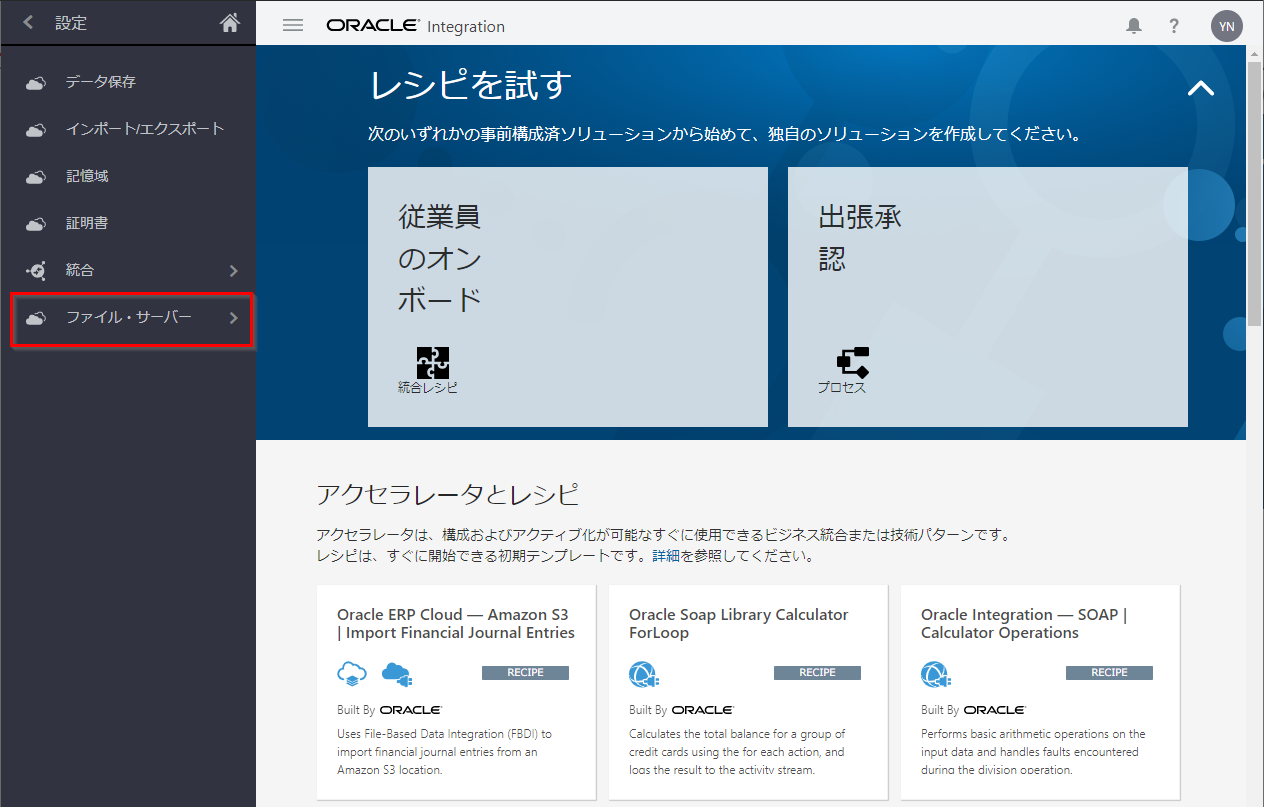 設定
ORACLE Integration
?
YN
データ保存
インポート/エクスポート
記憶域
証明書
統合
ファイル・サーバー
レシピを試す
次のいずれかの事前構成済ソリューションから始めて、独自のソリューションを作成してください。
従業員
のオン
ボード
統合レシピ
出張承
認
プロセス
アクセラレータとレシピ
アクセラレータは、構成およびアクティブ化が可能なすぐに使用できるビジネス統合または技術パターンです。
レシピは、すぐに開始できる初期テンプレートです。詳細を参照してください。
Oracle ERP Cloud — Amazon S3
| Import Financial Journal Entries
RECIPE
Built By ORACLE
Uses File-Based Data Integration (FBDI) to
import financial journal entries from an
Amazon S3 location.
Oracle Soap Library Calculator
ForLoop
RECIPE
Built By ORACLE
Calculates the total balance for a group of
credit cards using the for each action, and
logs the result to the activity stream.
Oracle Integration — SOAP |
Calculator Operations
RECIPE
Built By ORACLE
Performs basic arithmetic operations on the
input data and handles faults encountered
during the division operation.